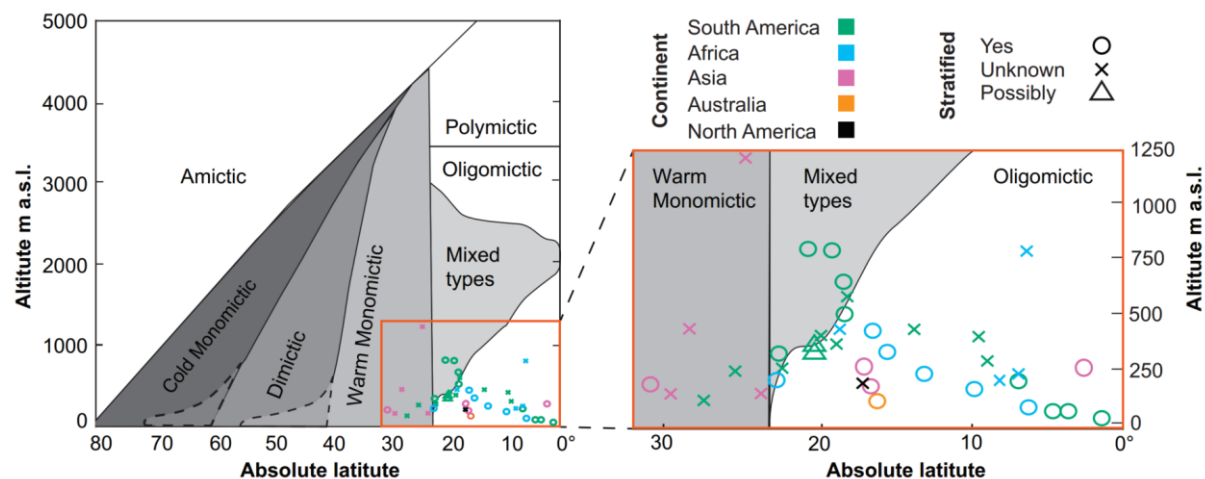 5000
4000
3000
2000
1000
0
Altitute m a.s.l.
80
70
60
50
40
30
20
10
0°
Absolute latitute
Amictic
Cold Monomictic
Dimictic
Warm Monomictic
Polymictic
Oligomictic
Mixed
types
Continent
South America
Africa
Asia
Australia
North America
Stratified
Yes
Unknown
Possibly
Warm
Monomictic
Mixed
types
Oligomictic
1250
1000
750
500
250
0
Altitute m a.s.l.
30
20
10
0°
Absolute latitute